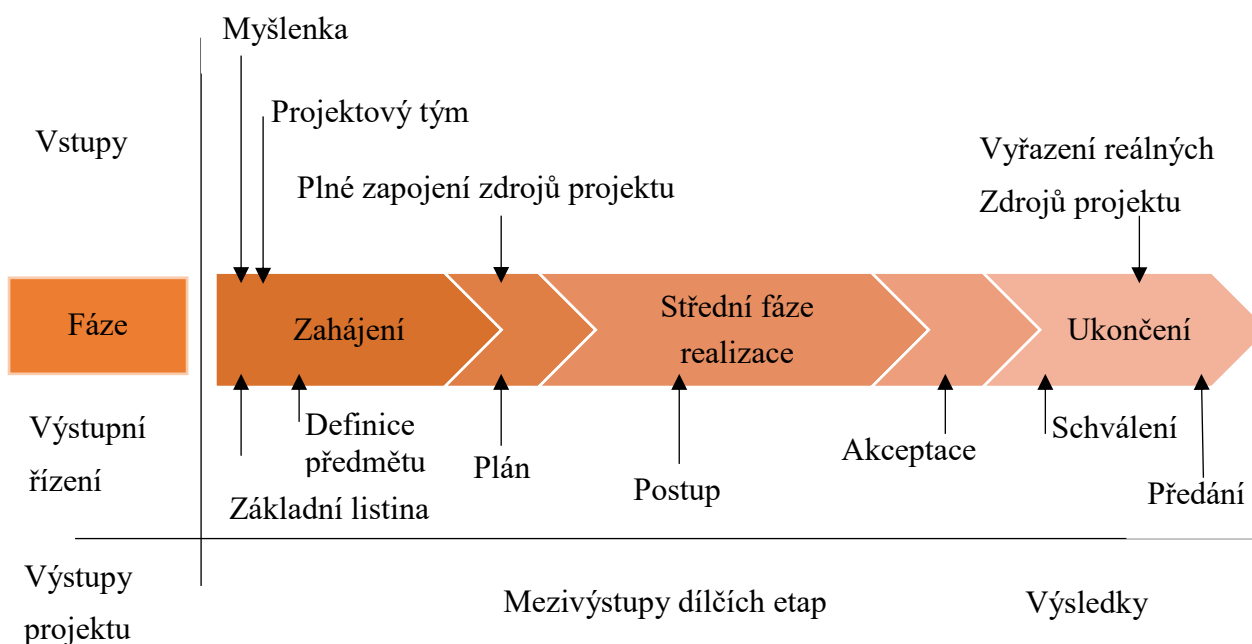 Myšlenka
Projektový tým
Vstupy
Plné zapojení zdrojů projektu
Vyřazení reálných
Zdrojů projektu
Fáze
Zahájení
Střední fáze
realizace
Ukončení
Výstupní
řízení
Definice
předmětu
Základní listina
Plán
Postup
Akceptace
Schválení
Předání
Výstupy
projektu
Mezivýstupy dílčích etap
Výsledky